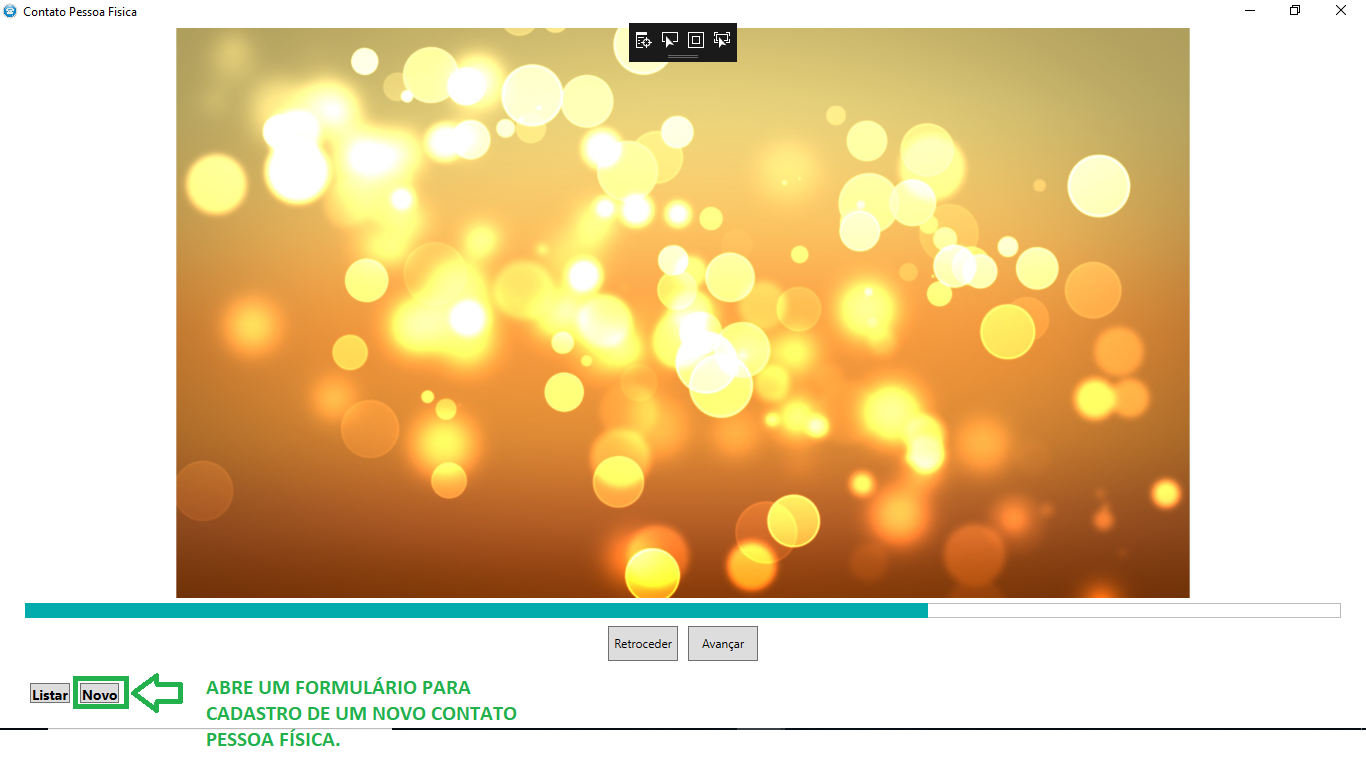 Contato Pessoa Fisica
Retroceder
Avançar
Listar
Novo
ABRE UM FORMULÁRIO PARA
CADASTRO DE UM NOVO CONTATO
PESSOA FÍSICA.